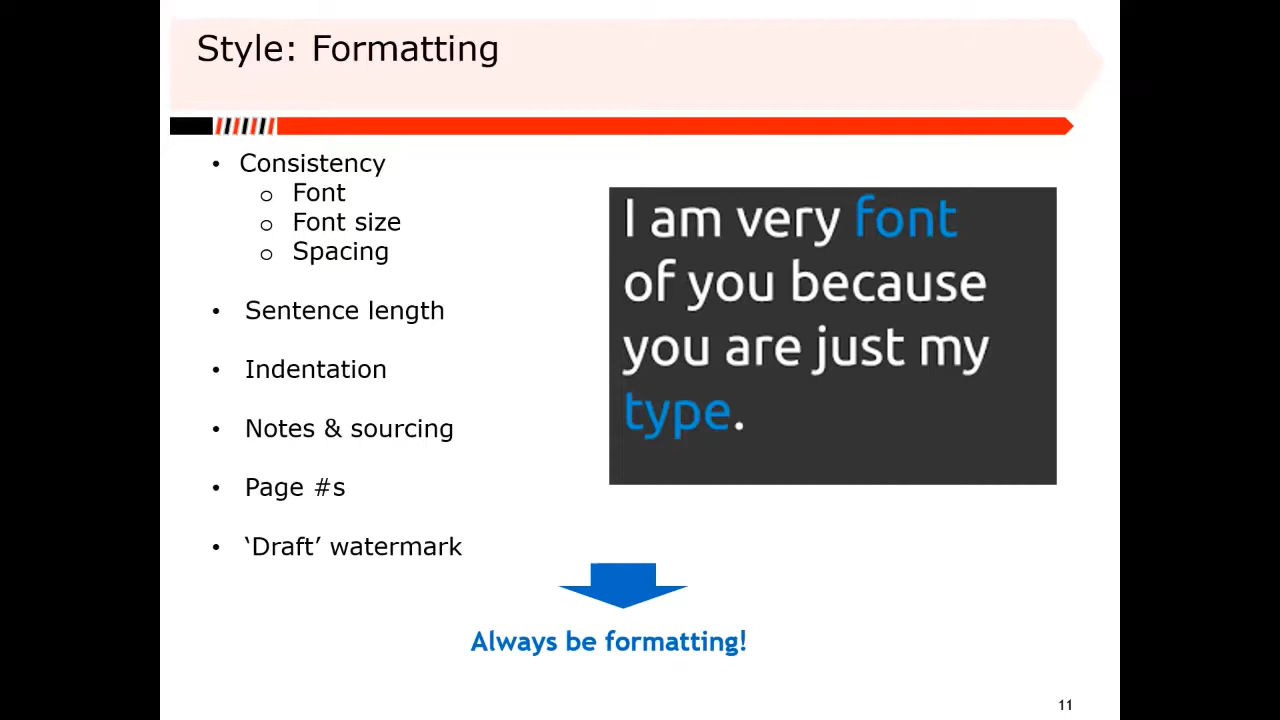 Style: Formatting
• Consistency
o Font
o Font size
o Spacing
• Sentence length
• Indentation
• Notes & sourcing
• Page #s
• ‘Draft’ watermark
I am very font
of you because
you are just my
type.
Always be formatting!
11